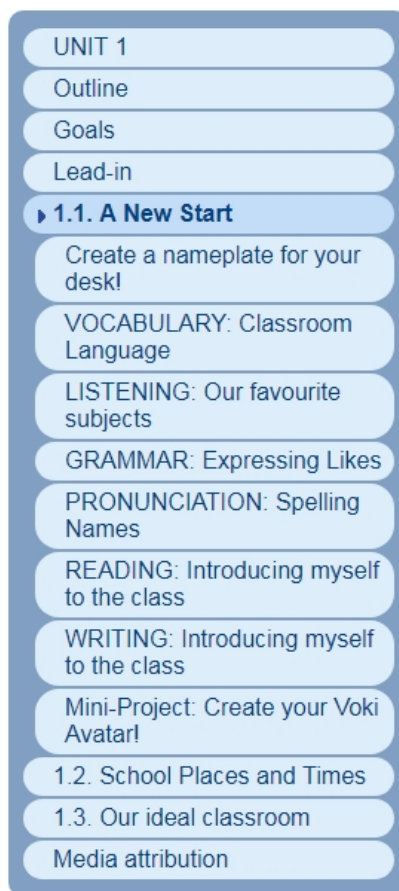 UNIT 1
Outline
Goals
Lead-in
1.1. A New Start
Create a nameplate for your
desk!
VOCABULARY: Classroom
Language
LISTENING: Our favourite
subjects
GRAMMAR: Expressing Likes
PRONUNCIATION: Spelling
Names
READING: Introducing myself
to the class
WRITING: Introducing myself
to the class
Mini-Project: Create your Voki
Avatar!
1.2. School Places and Times
1.3. Our ideal classroom
Media attribution